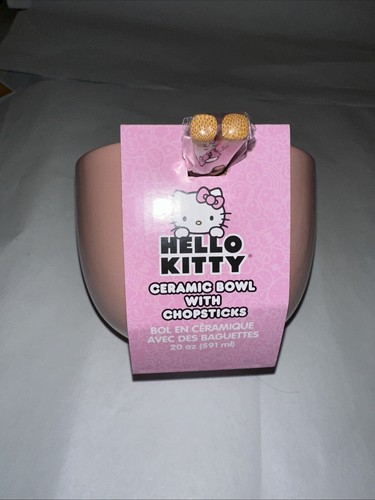 HELLO
KITTY
CERAMIC BOWL
WITH
CHOPSTICKS
BOL EN CÉRAMIQUE
AVEC DES BAGUETTES
20 oz (591 ml)